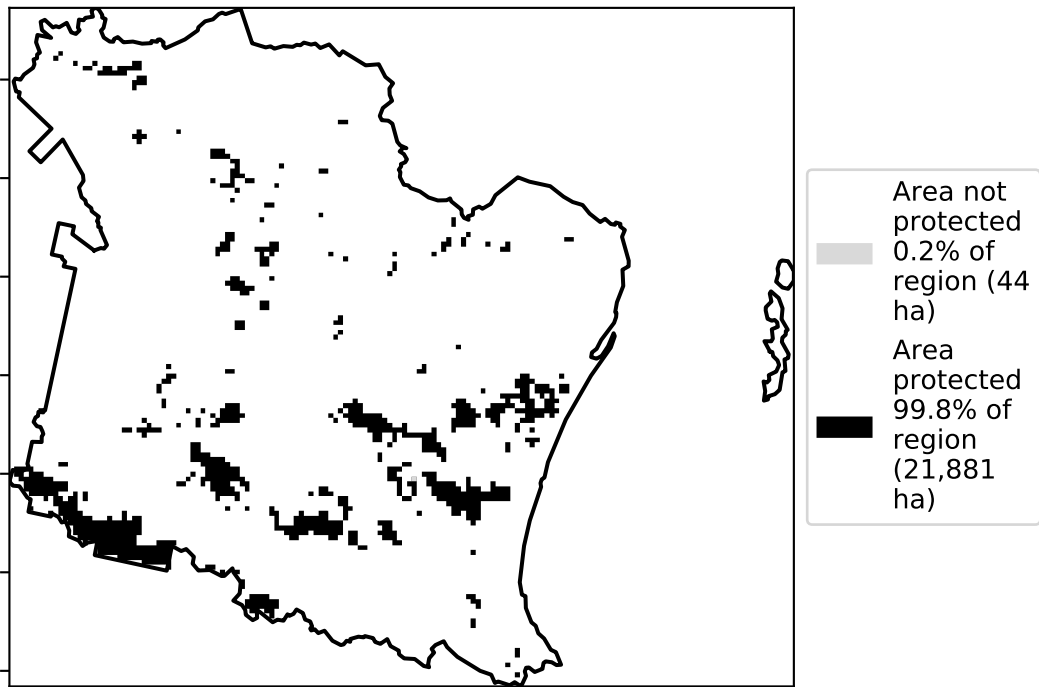 Area not
protected
0.2% of
region (44
ha)
Area
protected
99.8% of
region
(21,881
ha)